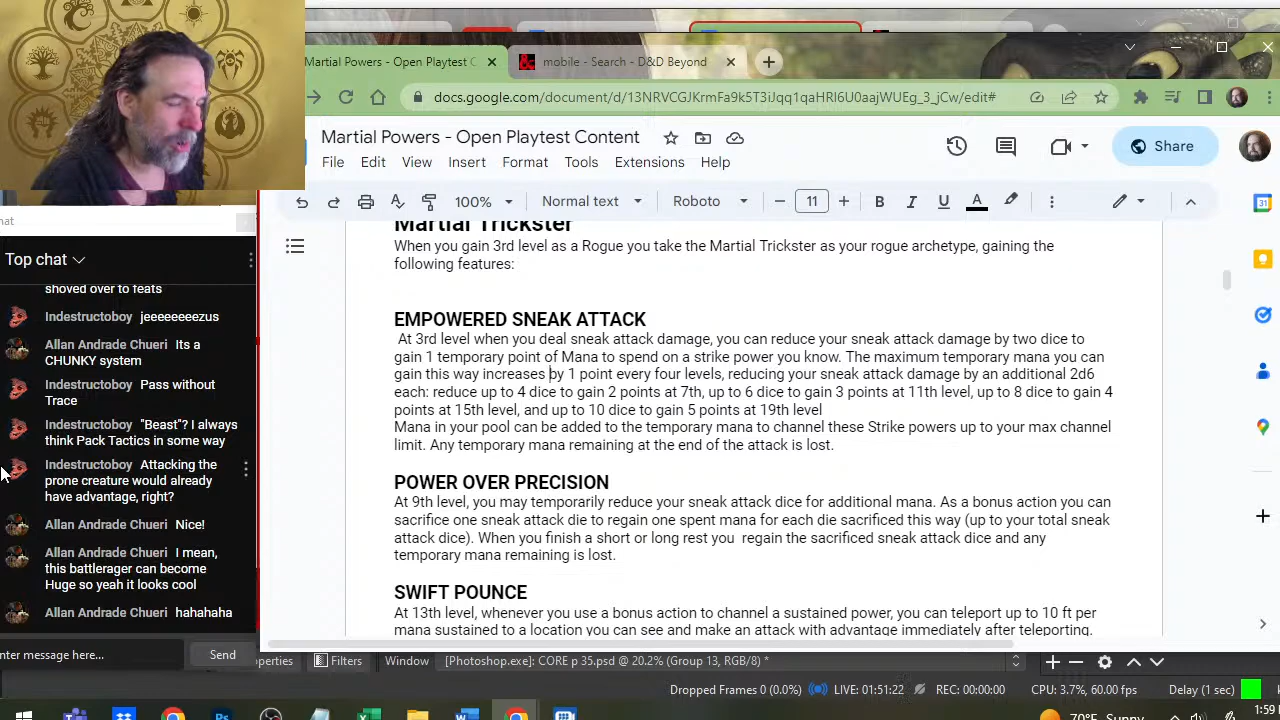 Martial Powers - Open Playtest C
mobile - Search - D&D Beyond
docs.google.com/document/d/13NRVCGJKrmFa9k5T3iJqq1qaHRl6U0aajWUEg_3_jCw/edit#
Martial Powers - Open Playtest Content
File Edit View Insert Format Tools Extensions Help
Share
100% Normal text Roboto 11 B I U A
hat
Top chat
shoved over to feats
Indestructoboy jeeeeeeezus
Allan Andrade Chueri Its a
CHUNKY system
Indestructoboy Pass without
Trace
Indestructoboy "Beast"? I always
think Pack Tactics in some way
Indestructoboy Attacking the
prone creature would already
have advantage, right?
Allan Andrade Chueri Nice!
Allan Andrade Chueri I mean,
this battlerager can become
Huge so yeah it looks cool
Allan Andrade Chueri hahahaha
nter message here...
Send
Martial Trickster
When you gain 3rd level as a Rogue you take the Martial Trickster as your rogue archetype, gaining the
following features:
EMPOWERED SNEAK ATTACK
At 3rd level when you deal sneak attack damage, you can reduce your sneak attack damage by two dice to
gain 1 temporary point of Mana to spend on a strike power you know. The maximum temporary mana you can
gain this way increases by 1 point every four levels, reducing your sneak attack damage by an additional 2d6
each: reduce up to 4 dice to gain 2 points at 7th, up to 6 dice to gain 3 points at 11th level, up to 8 dice to gain 4
points at 15th level, and up to 10 dice to gain 5 points at 19th level
Mana in your pool can be added to the temporary mana to channel these Strike powers up to your max channel
limit. Any temporary mana remaining at the end of the attack is lost.
POWER OVER PRECISION
At 9th level, you may temporarily reduce your sneak attack dice for additional mana. As a bonus action you can
sacrifice one sneak attack die to regain one spent mana for each die sacrificed this way (up to your total sneak
attack dice). When you finish a short or long rest you regain the sacrificed sneak attack dice and any
temporary mana remaining is lost.
SWIFT POUNCE
At 13th level, whenever you use a bonus action to channel a sustained power, you can teleport up to 10 ft per
mana sustained to a location you can see and make an attack with advantage immediately after teleporting.
operties Filters Window [Photoshop.exe]: CORE p 35.psd @ 20.2% (Group 13, RGB/8) *
Dropped Frames 0 (0.0%) LIVE: 01:51:22 REC: 00:00:00 CPU: 3.7%, 60.00 fps Delay (1 sec)
70°F Sunny 1:59